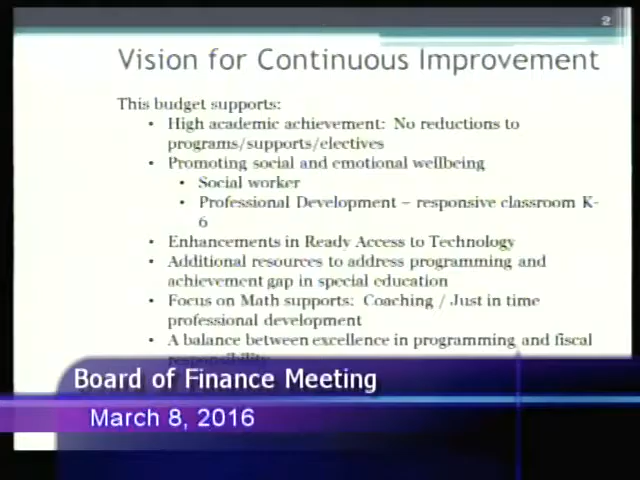 2
Vision for Continuous Improvement
This budget supports:
• High academic achievement: No reductions to
programs/supports/electives
• Promoting social and emotional wellbeing
• Social worker
• Professional Development – responsive classroom K-
6
• Enhancements in Ready Access to Technology
• Additional resources to address programming and
achievement gap in special education
• Focus on Math supports: Coaching / Just in time
professional development
• A balance between excellence in programming and fiscal
responsibility
Board of Finance Meeting
March 8, 2016